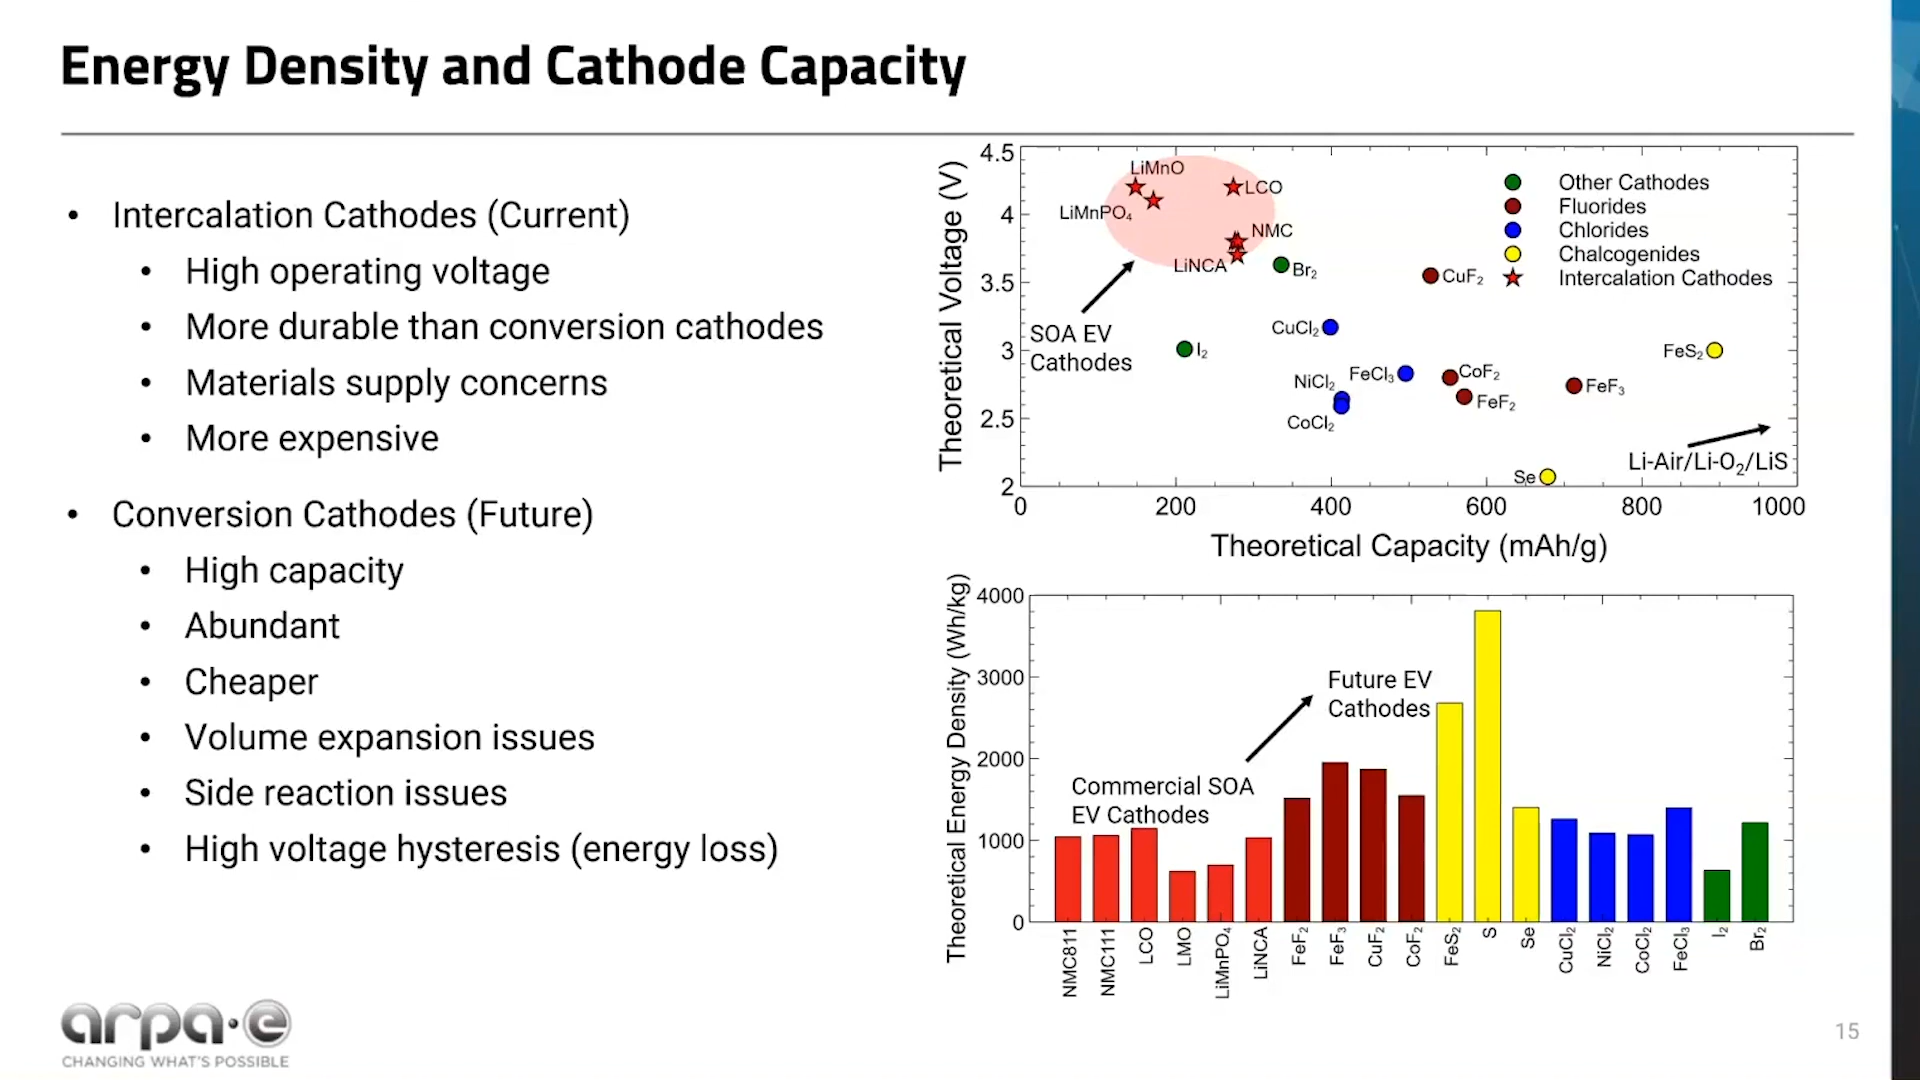 Energy Density and Cathode Capacity
• Intercalation Cathodes (Current)
• High operating voltage
• More durable than conversion cathodes
• Materials supply concerns
• More expensive
• Conversion Cathodes (Future)
• High capacity
• Abundant
• Cheaper
• Volume expansion issues
• Side reaction issues
• High voltage hysteresis (energy loss)
Theoretical Voltage (V)
4.5
4
3.5
3
2.5
2
0
200
400
600
800
1000
Theoretical Capacity (mAh/g)
LiMnO
LiMnPO₄
LCO
NMC
LiNCA
Br₂
SOA EV
Cathodes
I₂
CuCl₂
NiCl₂
CoCl₂
FeCl₃
CuF₂
CoF₂
FeF₂
FeF₃
FeS₂
Se
Li-Air/Li-O₂/LiS
Other Cathodes
Fluorides
Chlorides
Chalcogenides
Intercalation Cathodes
Theoretical Energy Density (Wh/kg)
4000
3000
2000
1000
0
Future EV
Cathodes
Commercial SOA
EV Cathodes
NMC811
NMC111
LCO
LMO
LiMnPO₄
LiNCA
FeF₂
FeF₃
CuF₂
CoF₂
FeS₂
S
Se
CuCl₂
NiCl₂
CoCl₂
FeCl₃
I₂
Br₂
arpa·e
CHANGING WHAT'S POSSIBLE
15